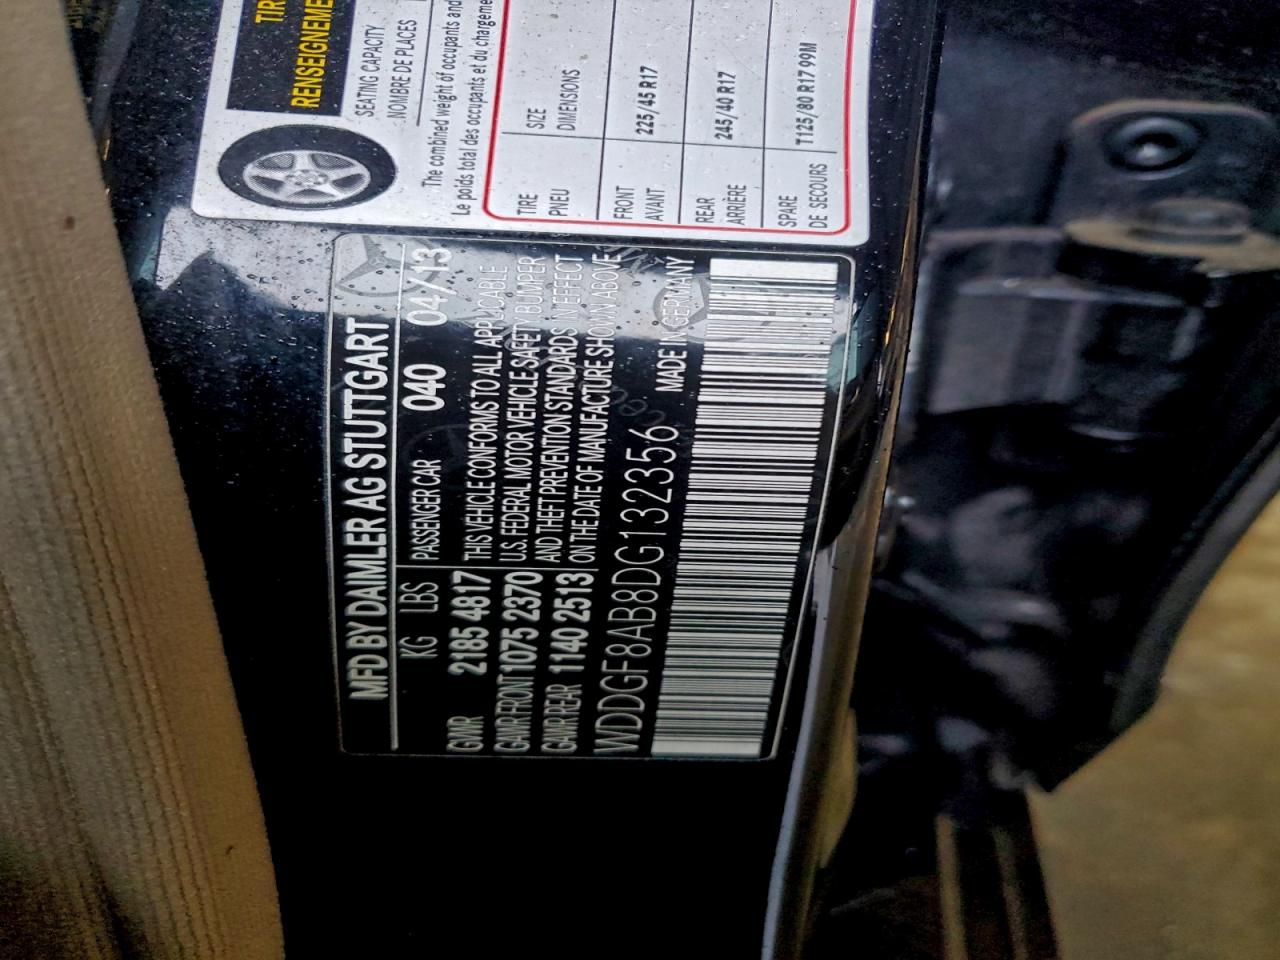 MFD BY DAIMLER AG STUTTGART
KG LBS PASSENGER CAR 040 04/13
GVWR 2185 4817 THIS VEHICLE CONFORMS TO ALL APPLICABLE
GAWR FRONT 1075 2370 U.S. FEDERAL MOTOR VEHICLE SAFETY BUMPER
GAWR REAR 1140 2513 AND THEFT PREVENTION STANDARDS IN EFFECT
ON THE DATE OF MANUFACTURE SHOWN ABOVE
WDDGF8AB8DG132356 MADE IN GERMANY
TIR
RENSEIGNEME
SEATING CAPACITY
NOMBRE DE PLACES
The combined weight of occupants and
Le poids total des occupants et du chargeme
TIRE SIZE
PNEU DIMENSIONS
FRONT 225/45 R17
AVANT
REAR 245/40 R17
ARRIÈRE
SPARE T125/80 R17 99M
DE SECOURS